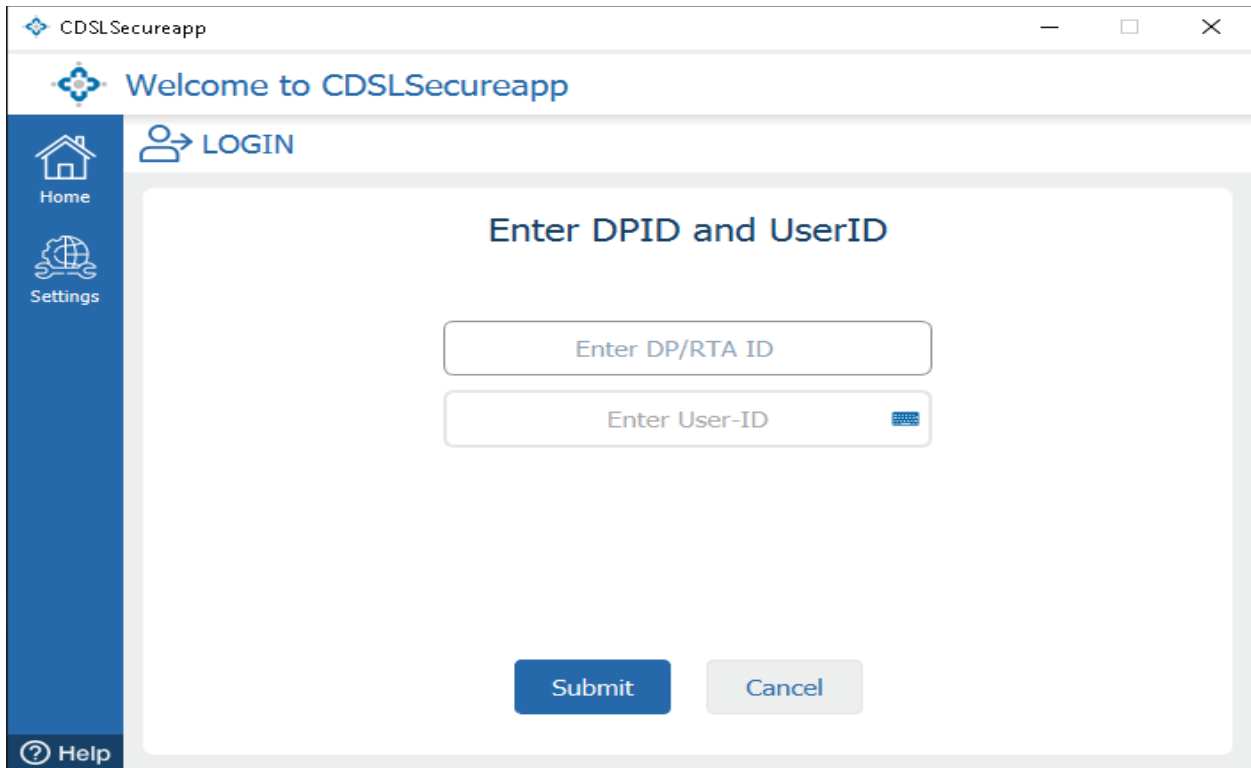 CDSLSecureapp
Welcome to CDSLSecureapp
LOGIN
Home
Settings
Enter DPID and UserID
Enter DP/RTA ID
Enter User-ID
Submit
Cancel
Help